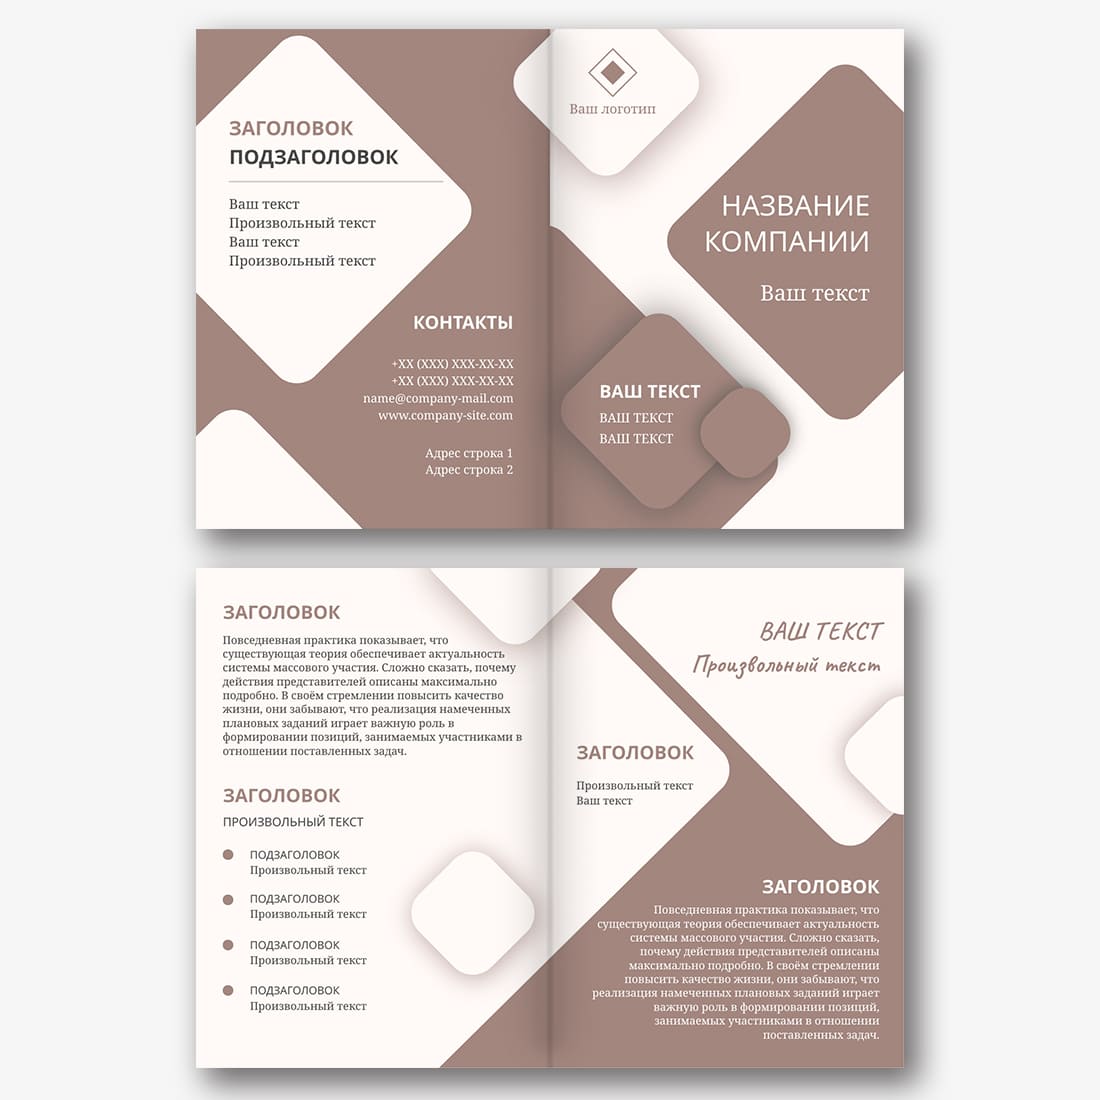 ЗАГОЛОВОК
ПОДЗАГОЛОВОК
Ваш текст
Произвольный текст
Ваш текст
Произвольный текст
КОНТАКТЫ
+XX (XXX) XXX-XX-XX
+XX (XXX) XXX-XX-XX
name@company-mail.com
www.company-site.com
Адрес строка 1
Адрес строка 2
Ваш логотип
НАЗВАНИЕ
КОМПАНИИ
Ваш текст
ВАШ ТЕКСТ
ВАШ ТЕКСТ
ВАШ ТЕКСТ
ЗАГОЛОВОК
Повседневная практика показывает, что
существующая теория обеспечивает актуальность
системы массового участия. Сложно сказать, почему
действия представителей описаны максимально
подробно. В своём стремлении повысить качество
жизни, они забывают, что реализация намеченных
плановых заданий играет важную роль в
формировании позиций, занимаемых участниками в
отношении поставленных задач.
ЗАГОЛОВОК
ПРОИЗВОЛЬНЫЙ ТЕКСТ
ПОДЗАГОЛОВОК
Произвольный текст
ПОДЗАГОЛОВОК
Произвольный текст
ПОДЗАГОЛОВОК
Произвольный текст
ПОДЗАГОЛОВОК
Произвольный текст
ВАШ ТЕКСТ
Произвольный текст
ЗАГОЛОВОК
Произвольный текст
Ваш текст
ЗАГОЛОВОК
Повседневная практика показывает, что
существующая теория обеспечивает актуальность
системы массового участия. Сложно сказать,
почему действия представителей описаны
максимально подробно. В своём стремлении
повысить качество жизни, они забывают, что
реализация намеченных плановых заданий играет
важную роль в формировании позиций,
занимаемых участниками в отношении
поставленных задач.